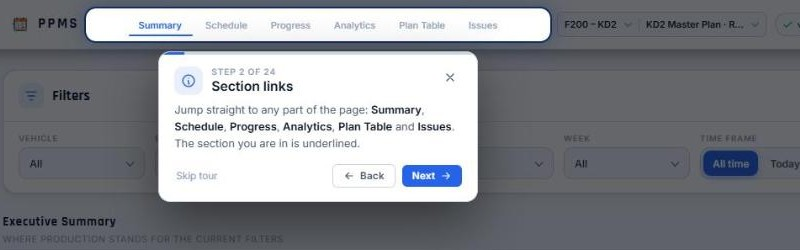 PPMS
Summary Schedule Progress Analytics Plan Table Issues
F200 – KD2 KD2 Master Plan · R...
STEP 2 OF 24
Section links
Jump straight to any part of the page: Summary,
Schedule, Progress, Analytics, Plan Table and Issues.
The section you are in is underlined.
Skip tour ← Back Next →
Filters
VEHICLE WEEK TIME FRAME
All All All time Today
Executive Summary
WHERE PRODUCTION STANDS FOR THE CURRENT FILTERS